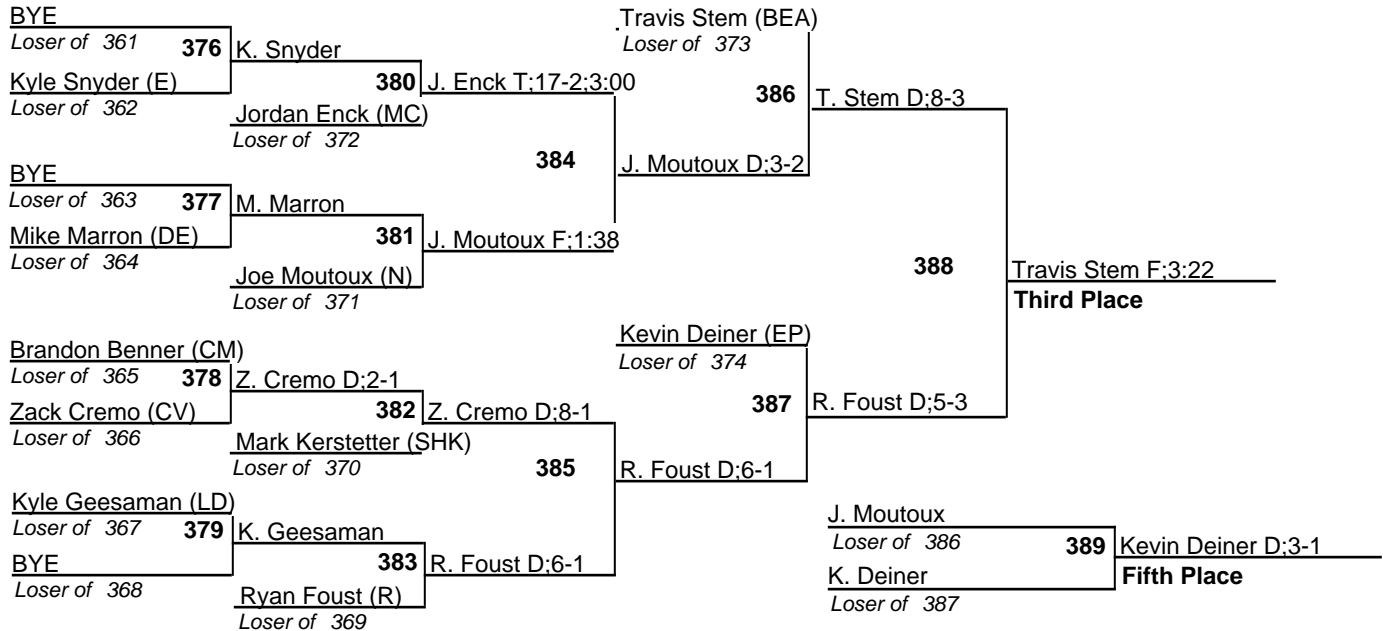 BYE
Loser of 361
376
K. Snyder
Kyle Snyder (E)
Loser of 362
380
J. Enck T;17-2;3:00
Jordan Enck (MC)
Loser of 372
384
J. Moutoux D;3-2
BYE
Loser of 363
377
M. Marron
Mike Marron (DE)
Loser of 364
381
J. Moutoux F;1:38
Joe Moutoux (N)
Loser of 371
Travis Stem (BEA)
Loser of 373
386
T. Stem D;8-3
388
Travis Stem F;3:22
Third Place
Brandon Benner (CM)
Loser of 365
378
Z. Cremo D;2-1
Zack Cremo (CV)
Loser of 366
382
Z. Cremo D;8-1
Mark Kerstetter (SHK)
Loser of 370
385
R. Foust D;6-1
Kyle Geesaman (LD)
Loser of 367
379
K. Geesaman
BYE
Loser of 368
383
R. Foust D;6-1
Ryan Foust (R)
Loser of 369
Kevin Deiner (EP)
Loser of 374
387
R. Foust D;5-3
J. Moutoux
Loser of 386
389
Kevin Deiner D;3-1
K. Deiner
Fifth Place
Loser of 387